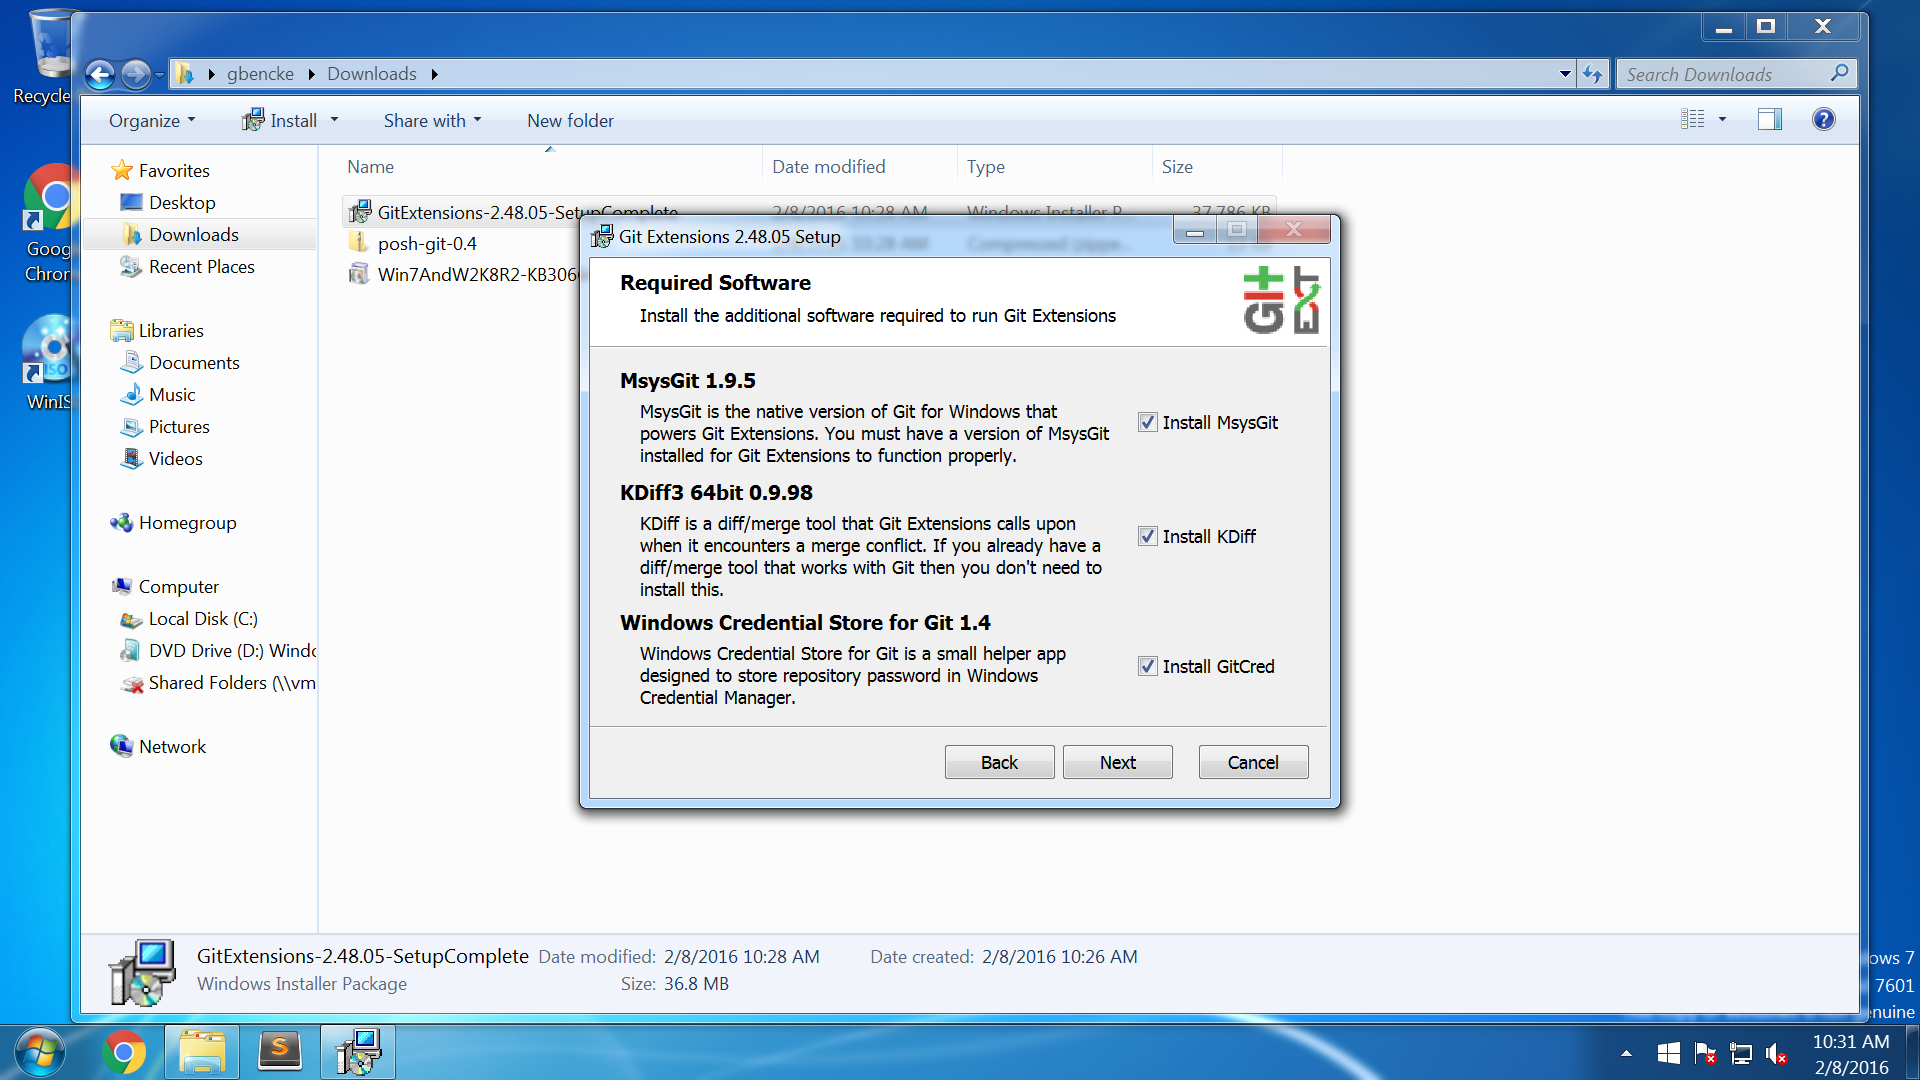 Recycle
gbencke
Downloads
Search Downloads
Organize
Install
Share with
New folder
Goog
Chron
WinIS
Favorites
Desktop
Downloads
Recent Places
Libraries
Documents
Music
Pictures
Videos
Homegroup
Computer
Local Disk (C:)
DVD Drive (D:) Windo
Shared Folders (\\vm
Network
Name
Date modified
Type
Size
GitExtensions-2.48.05-SetupComplete
2/8/2016 10:28 AM
Windows Installer P...
37,786 KB
posh-git-0.4
10:28 AM
Compressed (zippe...
Win7AndW2K8R2-KB306
Git Extensions 2.48.05 Setup
Required Software
Install the additional software required to run Git Extensions
Git
Ext
MsysGit 1.9.5
MsysGit is the native version of Git for Windows that
powers Git Extensions. You must have a version of MsysGit
installed for Git Extensions to function properly.
Install MsysGit
KDiff3 64bit 0.9.98
KDiff is a diff/merge tool that Git Extensions calls upon
when it encounters a merge conflict. If you already have a
diff/merge tool that works with Git then you don't need to
install this.
Install KDiff
Windows Credential Store for Git 1.4
Windows Credential Store for Git is a small helper app
designed to store repository password in Windows
Credential Manager.
Install GitCred
Back
Next
Cancel
GitExtensions-2.48.05-SetupComplete
Date modified: 2/8/2016 10:28 AM
Date created: 2/8/2016 10:26 AM
Windows Installer Package
Size: 36.8 MB
ows 7
7601
enuine
10:31 AM
2/8/2016